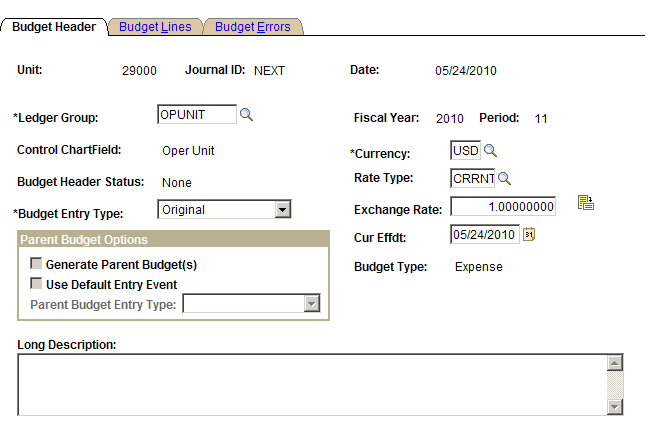 Budget Header Budget Lines Budget Errors
Unit: 29000 Journal ID: NEXT Date: 05/24/2010
*Ledger Group: OPUNIT Fiscal Year: 2010 Period: 11
Control ChartField: Oper Unit *Currency: USD
Budget Header Status: None Rate Type: CRRNT
*Budget Entry Type: Original Exchange Rate: 1.00000000
Parent Budget Options Cur Effdt: 05/24/2010 31
Generate Parent Budget(s) Budget Type: Expense
Use Default Entry Event
Parent Budget Entry Type:
Long Description: